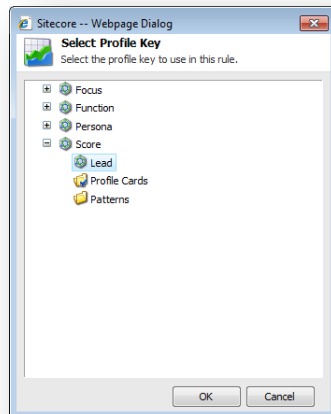 Sitecore -- Webpage Dialog
Select Profile Key
Select the profile key to use in this rule.
Focus
Function
Persona
Score
Lead
Profile Cards
Patterns
OK Cancel